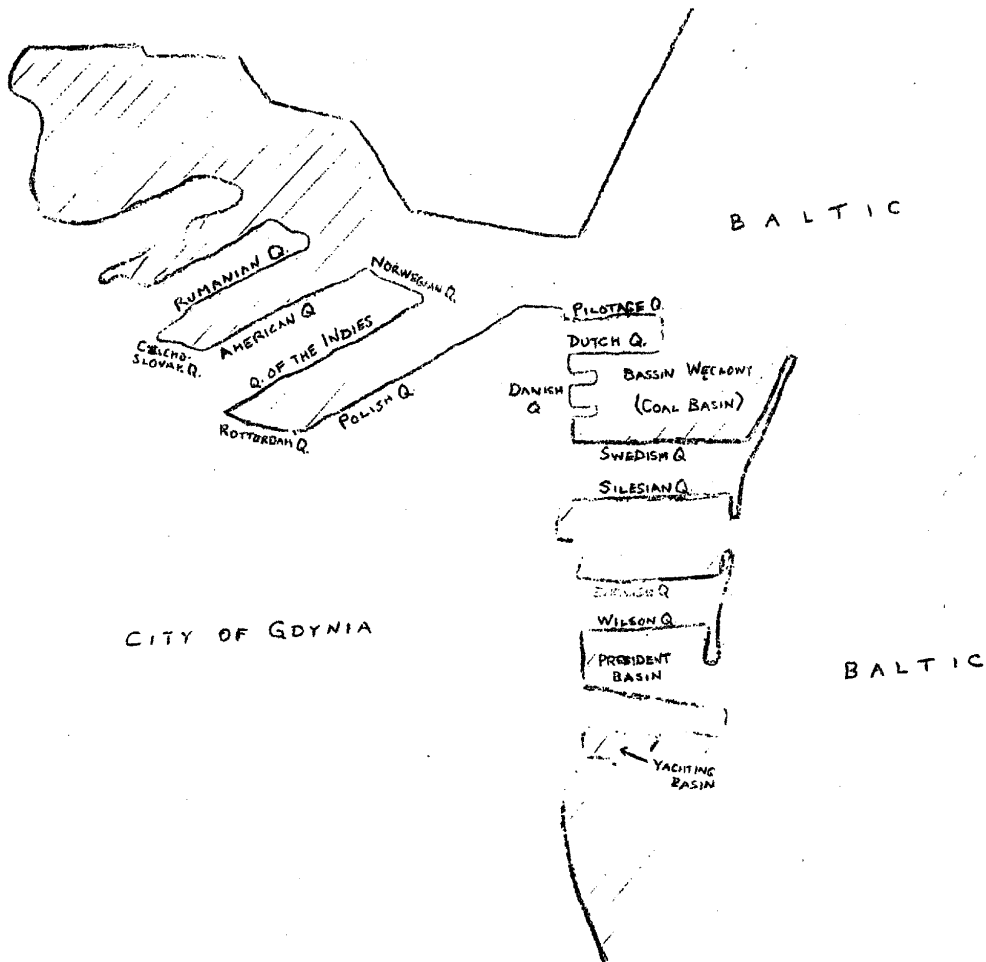 BALTIC
RUMANIAN Q.
NORWEGIAN Q.
AMERICAN Q
CZECHO-
SLOVAK Q.
Q. OF THE INDIES
POLISH Q
ROTTERDAM Q.
PILOTAGE Q.
DUTCH Q.
DANISH
Q
BASSIN WEGLOWY
(COAL BASIN)
SWEDISH Q
SILESIAN Q
Q
WILSON Q
PRESIDENT
BASIN
CITY OF GDYNIA
BALTIC
YACHTING
BASIN